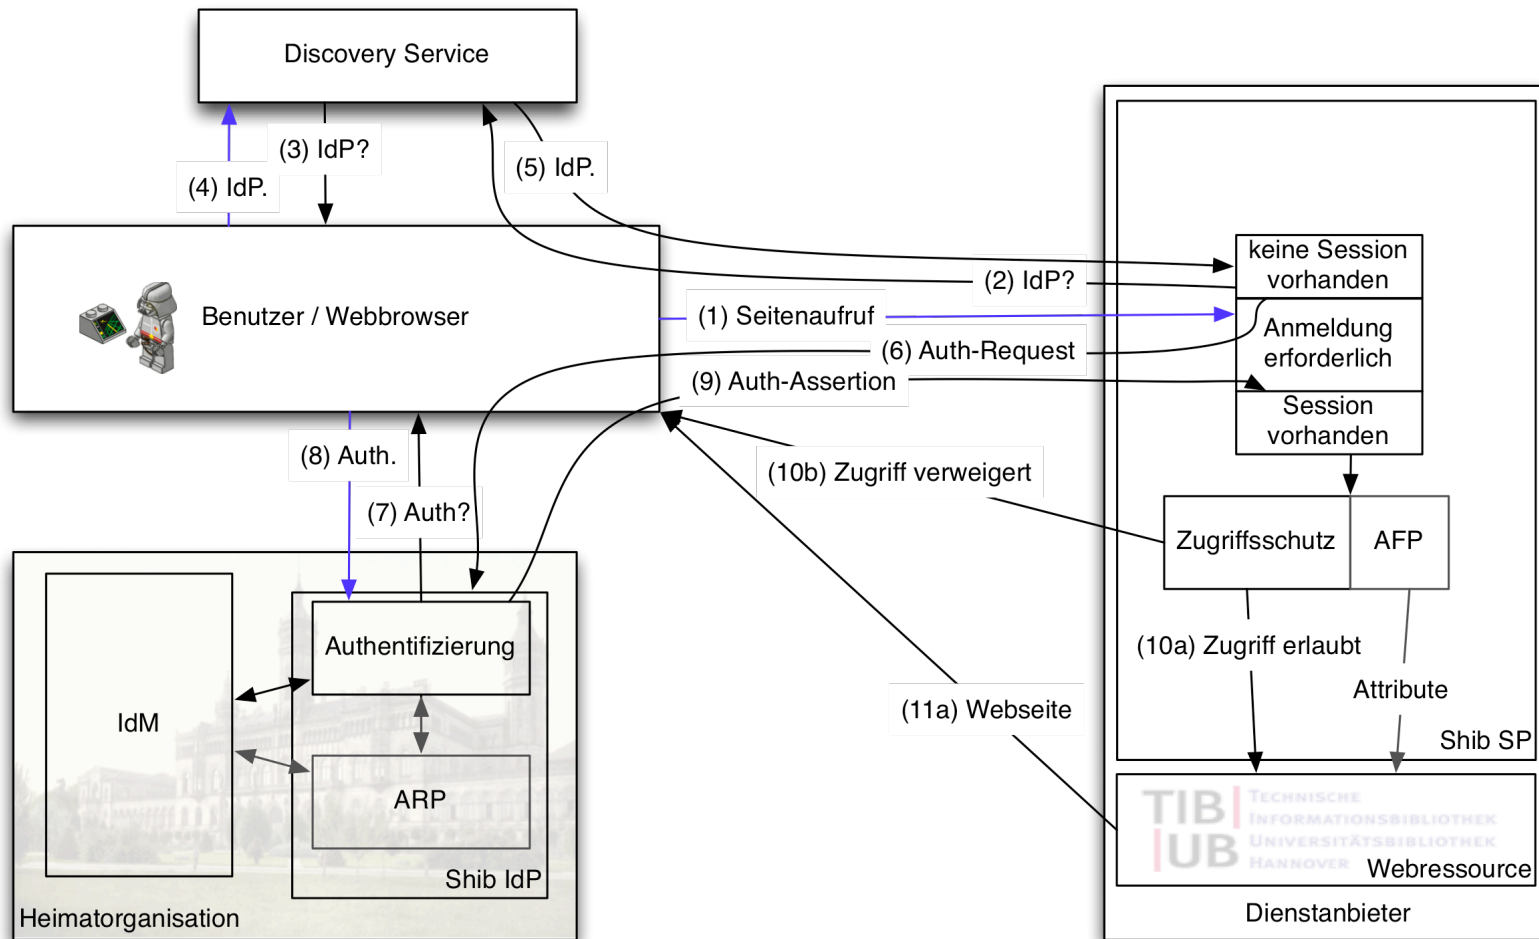 Discovery Service
(3) IdP?
(4) IdP.
(5) IdP.
Benutzer / Webbrowser
(1) Seitenaufruf
(2) IdP?
keine Session
vorhanden
Anmeldung
erforderlich
(6) Auth-Request
(9) Auth-Assertion
Session
vorhanden
(8) Auth.
(7) Auth?
(10b) Zugriff verweigert
Zugriffsschutz
AFP
Authentifizierung
(10a) Zugriff erlaubt
Attribute
IdM
(11a) Webseite
Shib SP
ARP
Shib IdP
TIB
UB
TECHNISCHE
INFORMATIONSBIBLIOTHEK
UNIVERSITÄTSBIBLIOTHEK
HANNOVER
Webressource
Heimatorganisation
Dienstanbieter